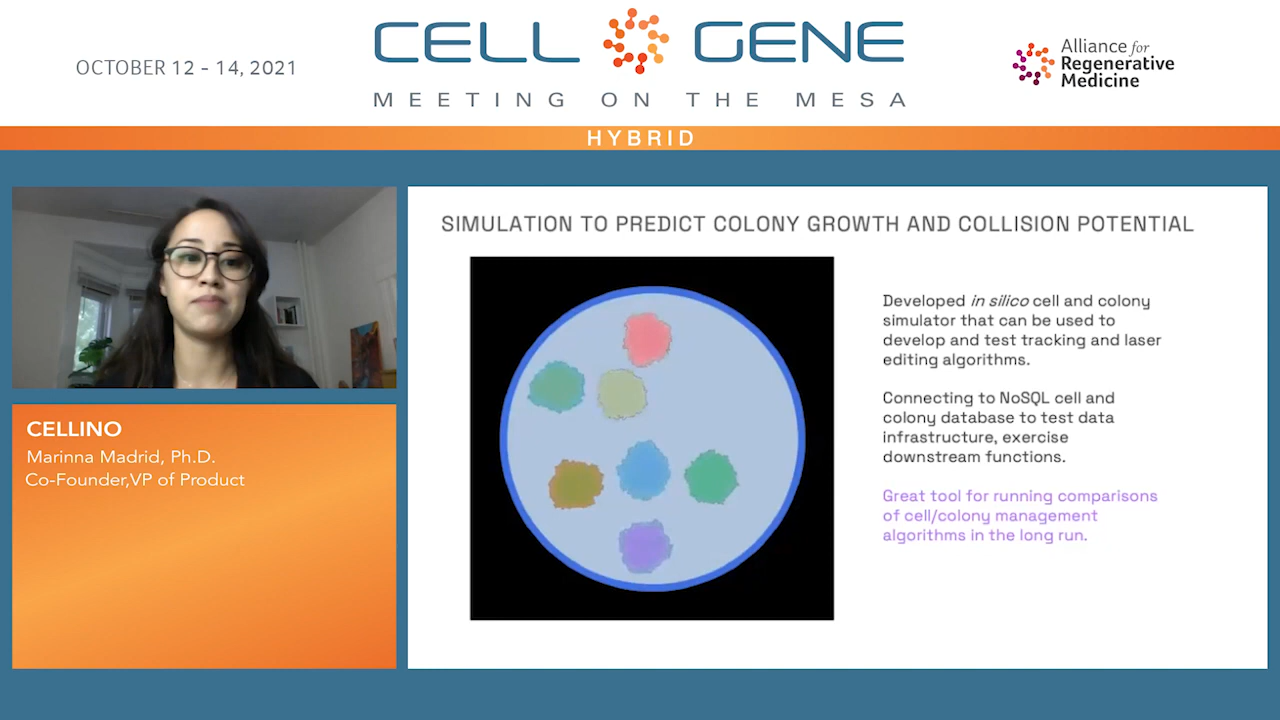 OCTOBER 12 - 14, 2021
CELL GENE
MEETING ON THE MESA
Alliance for
Regenerative
Medicine
HYBRID
CELLINO
Marinna Madrid, Ph.D.
Co-Founder,VP of Product
SIMULATION TO PREDICT COLONY GROWTH AND COLLISION POTENTIAL
Developed in silico cell and colony
simulator that can be used to
develop and test tracking and laser
editing algorithms.
Connecting to NoSQL cell and
colony database to test data
infrastructure, exercise
downstream functions.
Great tool for running comparisons
of cell/colony management
algorithms in the long run.